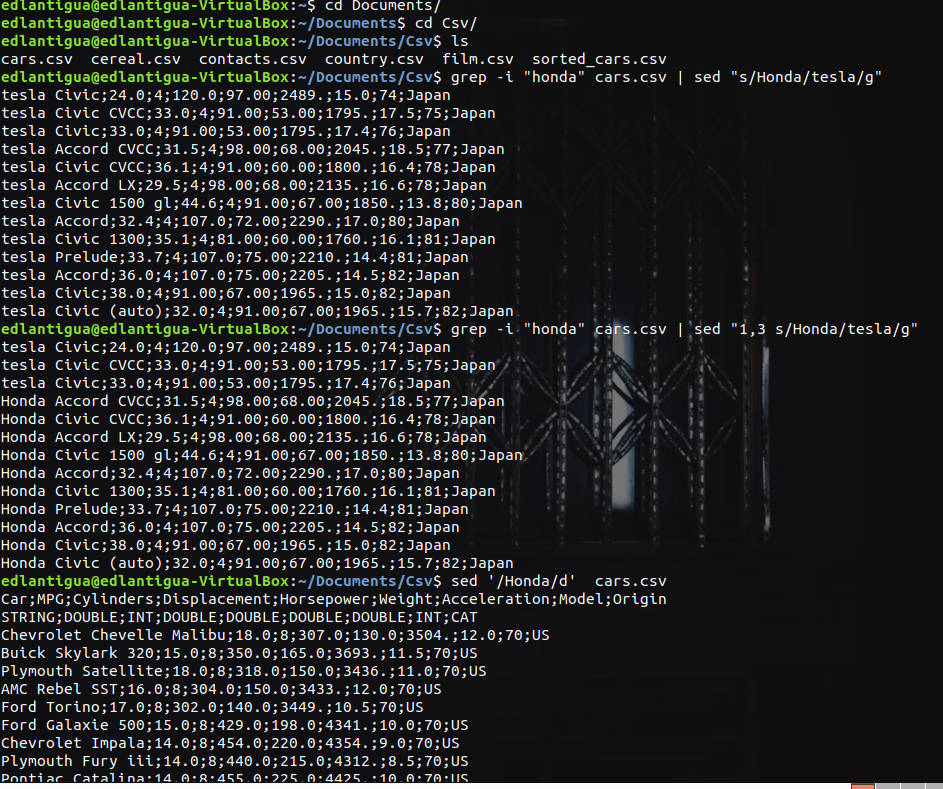 edlantigua@edlantigua-VirtualBox:~$ cd Documents/
edlantigua@edlantigua-VirtualBox:~/Documents$ cd Csv/
edlantigua@edlantigua-VirtualBox:~/Documents/Csv$ ls
cars.csv  cereal.csv  contacts.csv  country.csv  film.csv  sorted_cars.csv
edlantigua@edlantigua-VirtualBox:~/Documents/Csv$ grep -i "honda" cars.csv | sed "s/Honda/tesla/g"
tesla Civic;24.0;4;120.0;97.00;2489.;15.0;74;Japan
tesla Civic CVCC;33.0;4;91.00;53.00;1795.;17.5;75;Japan
tesla Civic;33.0;4;91.00;53.00;1795.;17.4;76;Japan
tesla Accord CVCC;31.5;4;98.00;68.00;2045.;18.5;77;Japan
tesla Civic CVCC;36.1;4;91.00;60.00;1800.;16.4;78;Japan
tesla Accord LX;29.5;4;98.00;68.00;2135.;16.6;78;Japan
tesla Civic 1500 gl;44.6;4;91.00;67.00;1850.;13.8;80;Japan
tesla Accord;32.4;4;107.0;72.00;2290.;17.0;80;Japan
tesla Civic 1300;35.1;4;81.00;60.00;1760.;16.1;81;Japan
tesla Prelude;33.7;4;107.0;75.00;2210.;14.4;81;Japan
tesla Accord;36.0;4;107.0;75.00;2205.;14.5;82;Japan
tesla Civic;38.0;4;91.00;67.00;1965.;15.0;82;Japan
tesla Civic (auto);32.0;4;91.00;67.00;1965.;15.7;82;Japan
edlantigua@edlantigua-VirtualBox:~/Documents/Csv$ grep -i "honda" cars.csv | sed "1,3 s/Honda/tesla/g"
tesla Civic;24.0;4;120.0;97.00;2489.;15.0;74;Japan
tesla Civic CVCC;33.0;4;91.00;53.00;1795.;17.5;75;Japan
tesla Civic;33.0;4;91.00;53.00;1795.;17.4;76;Japan
Honda Accord CVCC;31.5;4;98.00;68.00;2045.;18.5;77;Japan
Honda Civic CVCC;36.1;4;91.00;60.00;1800.;16.4;78;Japan
Honda Accord LX;29.5;4;98.00;68.00;2135.;16.6;78;Japan
Honda Civic 1500 gl;44.6;4;91.00;67.00;1850.;13.8;80;Japan
Honda Accord;32.4;4;107.0;72.00;2290.;17.0;80;Japan
Honda Civic 1300;35.1;4;81.00;60.00;1760.;16.1;81;Japan
Honda Prelude;33.7;4;107.0;75.00;2210.;14.4;81;Japan
Honda Accord;36.0;4;107.0;75.00;2205.;14.5;82;Japan
Honda Civic;38.0;4;91.00;67.00;1965.;15.0;82;Japan
Honda Civic (auto);32.0;4;91.00;67.00;1965.;15.7;82;Japan
edlantigua@edlantigua-VirtualBox:~/Documents/Csv$ sed '/Honda/d'  cars.csv
Car;MPG;Cylinders;Displacement;Horsepower;Weight;Acceleration;Model;Origin
STRING;DOUBLE;INT;DOUBLE;DOUBLE;DOUBLE;DOUBLE;INT;CAT
Chevrolet Chevelle Malibu;18.0;8;307.0;130.0;3504.;12.0;70;US
Buick Skylark 320;15.0;8;350.0;165.0;3693.;11.5;70;US
Plymouth Satellite;18.0;8;318.0;150.0;3436.;11.0;70;US
AMC Rebel SST;16.0;8;304.0;150.0;3433.;12.0;70;US
Ford Torino;17.0;8;302.0;140.0;3449.;10.5;70;US
Ford Galaxie 500;15.0;8;429.0;198.0;4341.;10.0;70;US
Chevrolet Impala;14.0;8;454.0;220.0;4354.;9.0;70;US
Plymouth Fury iii;14.0;8;440.0;215.0;4312.;8.5;70;US
Pontiac Catalina;14.0;8;455.0;225.0;4425.;10.0;70;US